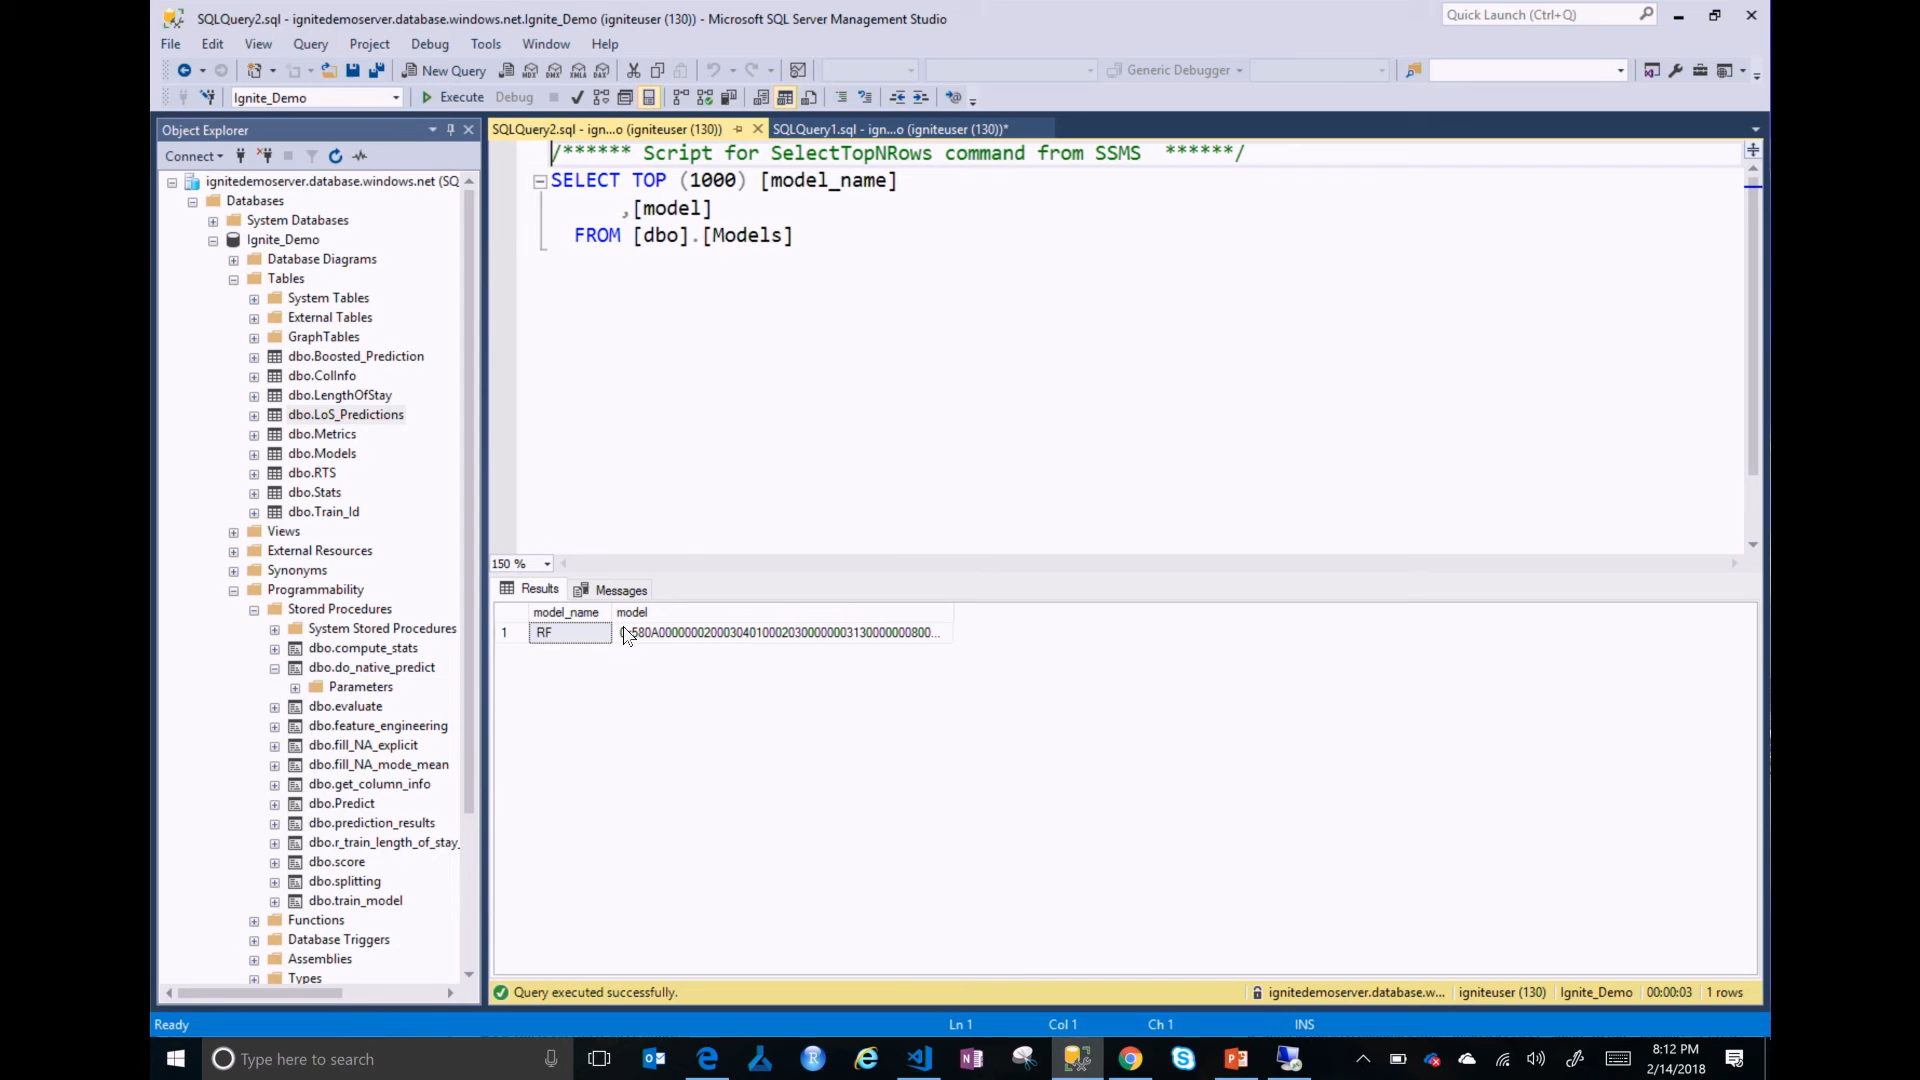 SQLQuery2.sql - ignitedemoserver.database.windows.net.Ignite_Demo (igniteuser (130)) - Microsoft SQL Server Management Studio
Quick Launch (Ctrl+Q)
File Edit View Query Project Debug Tools Window Help
New Query
Generic Debugger
Ignite_Demo
Execute
Debug
Object Explorer
Connect
ignitedemoserver.database.windows.net (SQ
Databases
System Databases
Ignite_Demo
Database Diagrams
Tables
System Tables
External Tables
GraphTables
dbo.Boosted_Prediction
dbo.ColInfo
dbo.LengthOfStay
dbo.LoS_Predictions
dbo.Metrics
dbo.Models
dbo.RTS
dbo.Stats
dbo.Train_Id
Views
External Resources
Synonyms
Programmability
Stored Procedures
System Stored Procedures
dbo.compute_stats
dbo.do_native_predict
Parameters
dbo.evaluate
dbo.feature_engineering
dbo.fill_NA_explicit
dbo.fill_NA_mode_mean
dbo.get_column_info
dbo.Predict
dbo.prediction_results
dbo.r_train_length_of_stay_
dbo.score
dbo.splitting
dbo.train_model
Functions
Database Triggers
Assemblies
Types
SQLQuery2.sql - ign...o (igniteuser (130))
SQLQuery1.sql - ign...o (igniteuser (130))*
/****** Script for SelectTopNRows command from SSMS ******/
SELECT TOP (1000) [model_name]
,[model]
FROM [dbo].[Models]
150 %
Results
Messages
model_name model
1 RF
Query executed successfully.
ignitedemoserver.database.w... igniteuser (130) Ignite_Demo 00:00:03 1 rows
Ready
Ln 1 Col 1 Ch 1 INS
Type here to search
8:12 PM
2/14/2018